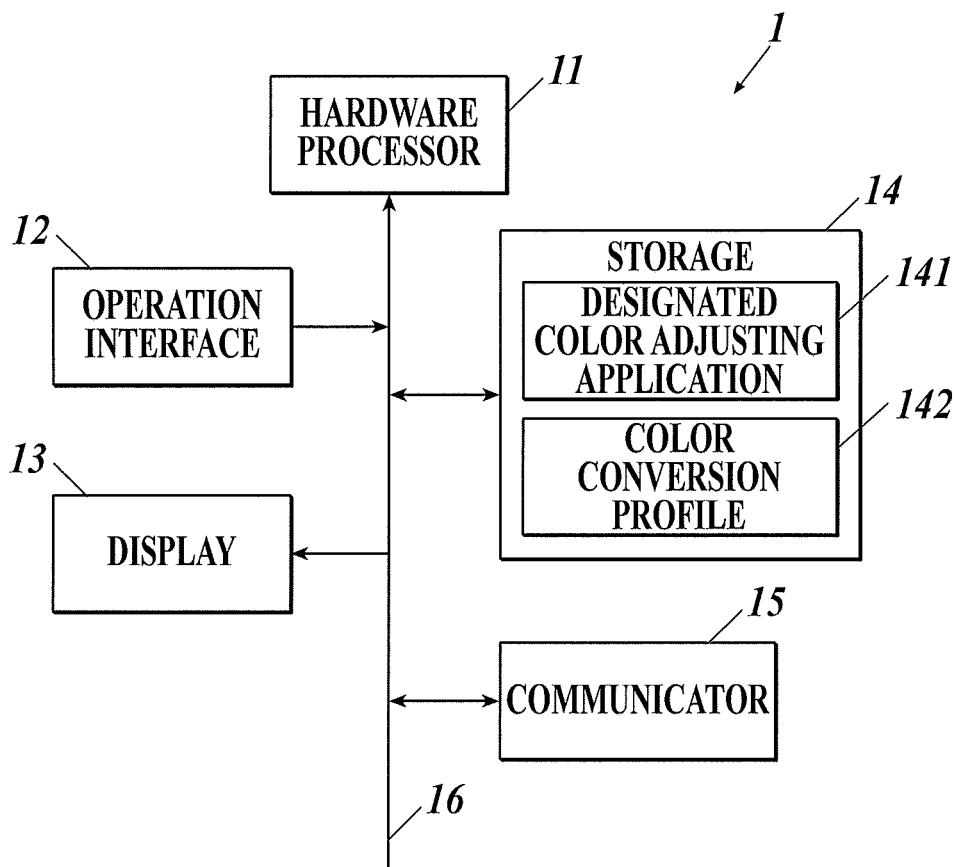 1
11
HARDWARE
PROCESSOR
12
OPERATION
INTERFACE
14
STORAGE
141
DESIGNATED
COLOR ADJUSTING
APPLICATION
142
COLOR
CONVERSION
PROFILE
13
DISPLAY
15
COMMUNICATOR
16